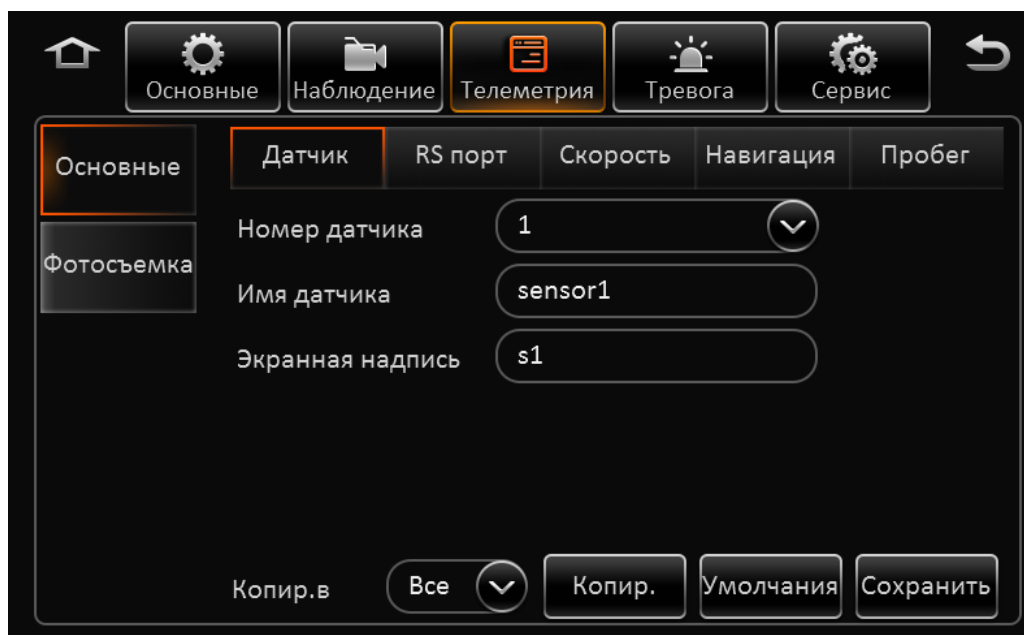 Основные Наблюдение Телеметрия Тревога Сервис
Основные
Фотосъемка
Датчик RS порт Скорость Навигация Пробег
Номер датчика 1
Имя датчика sensor1
Экранная надпись s1
Копир.в Все Копир. Умолчания Сохранить